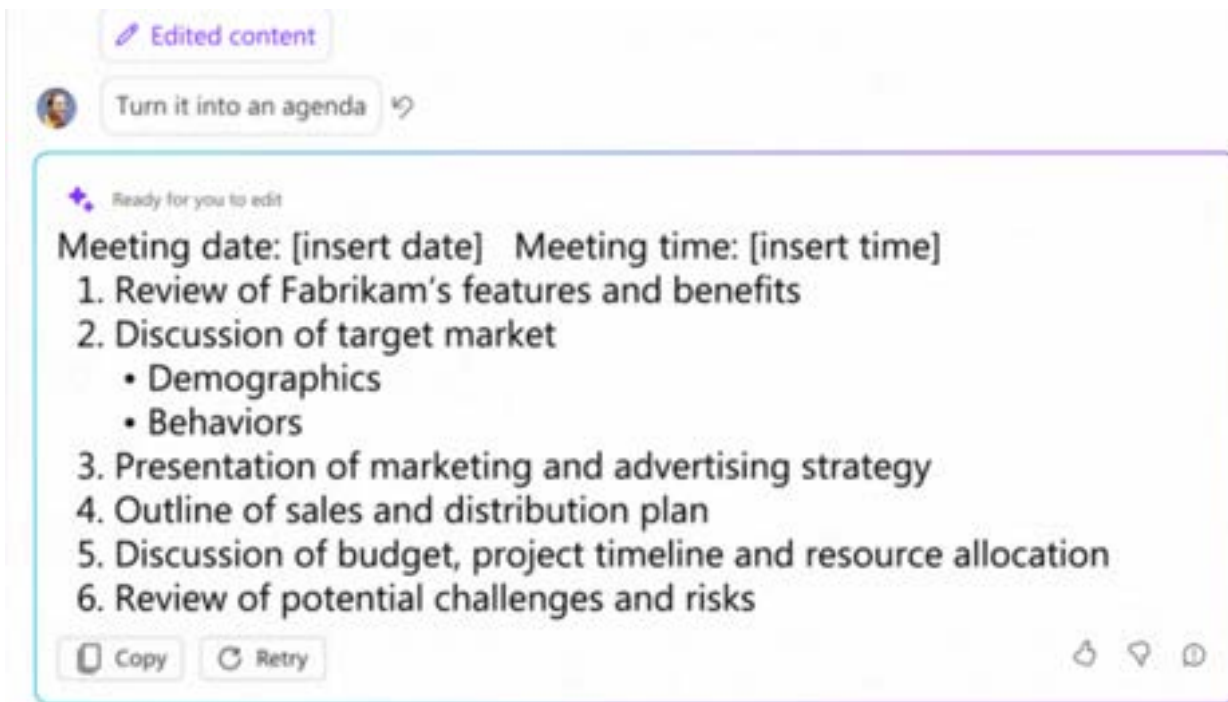 Edited content
Turn it into an agenda
Ready for you to edit
Meeting date: [insert date] Meeting time: [insert time]
1. Review of Fabrikam's features and benefits
2. Discussion of target market
• Demographics
• Behaviors
3. Presentation of marketing and advertising strategy
4. Outline of sales and distribution plan
5. Discussion of budget, project timeline and resource allocation
6. Review of potential challenges and risks
Copy Retry